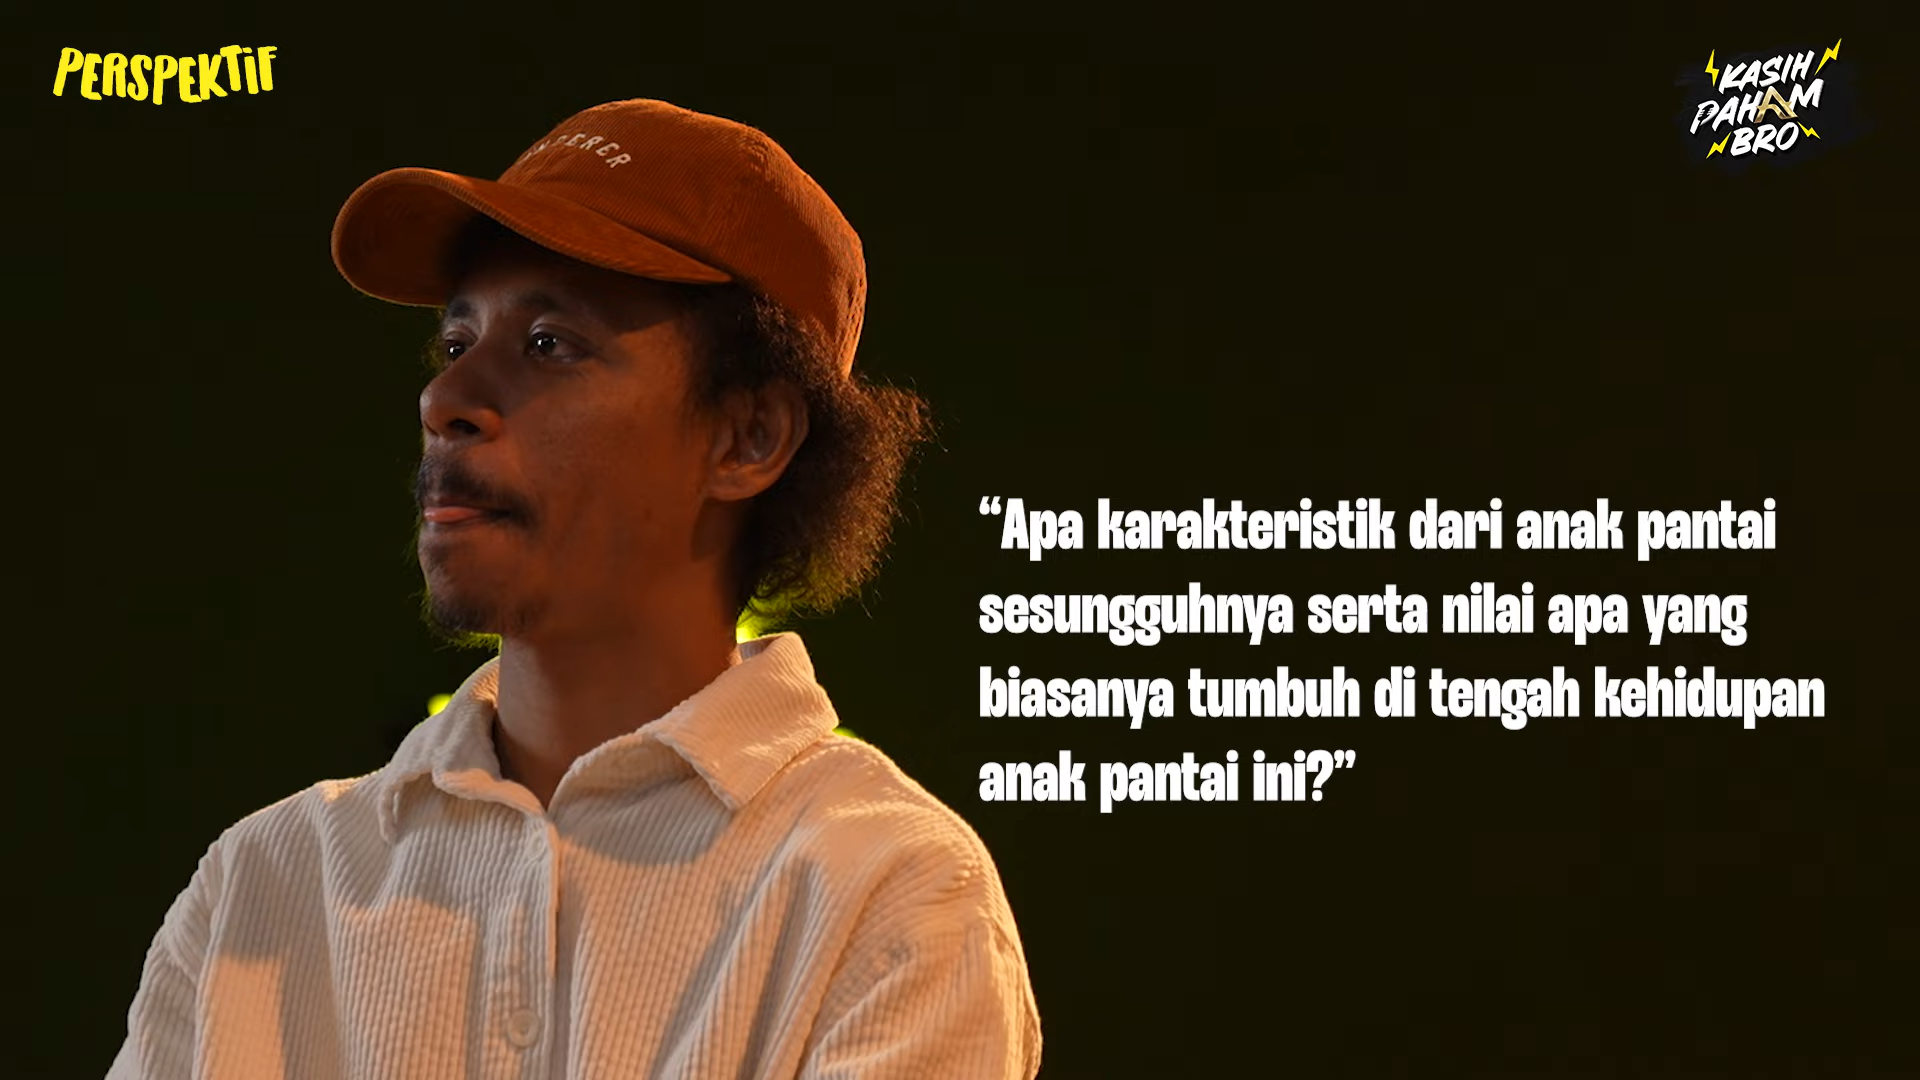 PERSPEKTIF
KASIH
PAHAM
BRO
“Apa karakteristik dari anak pantai
sesungguhnya serta nilai apa yang
biasanya tumbuh di tengah kehidupan
anak pantai ini?”